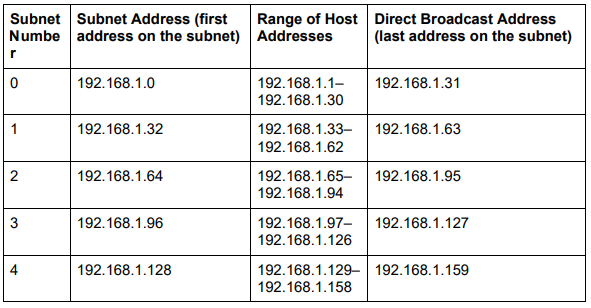 Subnet Subnet Address (first Range of Host Direct Broadcast Address
Numbe address on the subnet) Addresses (last address on the subnet)
r
0 192.168.1.0 192.168.1.1– 192.168.1.31
192.168.1.30
1 192.168.1.32 192.168.1.33– 192.168.1.63
192.168.1.62
2 192.168.1.64 192.168.1.65– 192.168.1.95
192.168.1.94
3 192.168.1.96 192.168.1.97– 192.168.1.127
192.168.1.126
4 192.168.1.128 192.168.1.129– 192.168.1.159
192.168.1.158